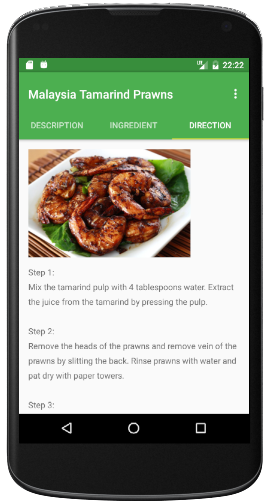 22:22
Malaysia Tamarind Prawns
DESCRIPTION INGREDIENT DIRECTION
Step 1:
Mix the tamarind pulp with 4 tablespoons water. Extract
the juice from the tamarind by pressing the pulp.
Step 2:
Remove the heads of the prawns and remove vein of the
prawns by slitting the back. Rinse prawns with water and
pat dry with paper towers.
Step 3: